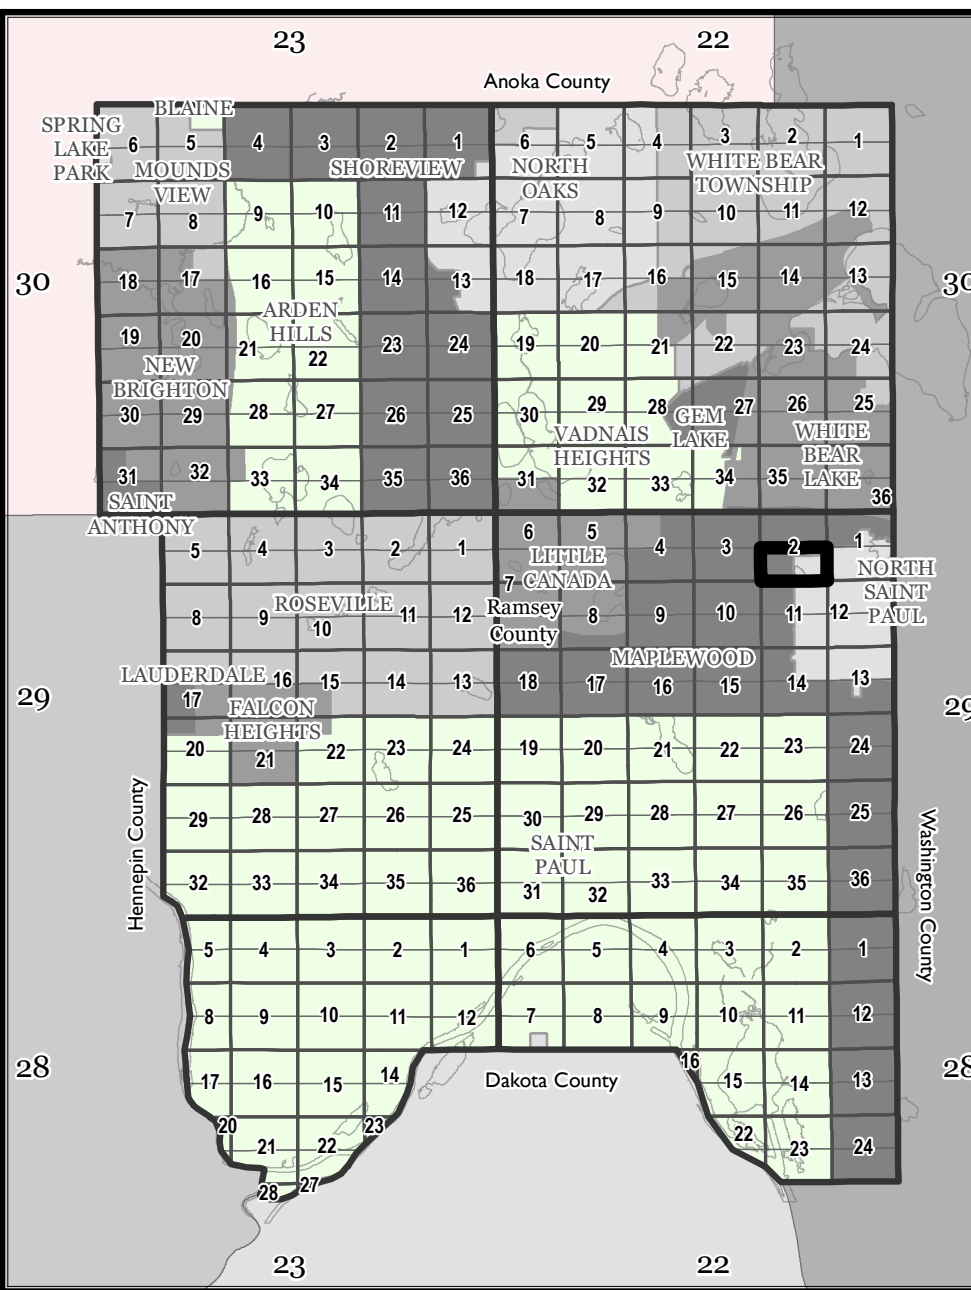 23 22
Anoka County
BLAINE
SPRING
LAKE
PARK
6 5 4 3 2 1 6 5 4 3 2 1
MOUNDS
VIEW
SHOREVIEW
NORTH
OAKS
WHITE BEAR
TOWNSHIP
7 8 9 10 11 12 7 8 9 10 11 12
30 18 17 16 15 14 13 18 17 16 15 14 13 30
ARDEN
HILLS
19 20 21 22 23 24 19 20 21 22 23 24
NEW
BRIGHTON
30 29 28 27 26 25 30 29 28 27 26 25
GEM
LAKE
VADNAIS
HEIGHTS
WHITE
BEAR
LAKE
31 32 33 34 35 36 31 32 33 34 35 36
SAINT
ANTHONY
5 4 3 2 1 6 5 4 3 2 1
LITTLE
CANADA
NORTH
SAINT
PAUL
8 9 10 11 12 7 8 9 10 11 12
ROSEVILLE
Ramsey
County
MAPLEWOOD
LAUDERDALE
29 17 16 15 14 13 18 17 16 15 14 13 29
FALCON
HEIGHTS
20 21 22 23 24 19 20 21 22 23 24
29 28 27 26 25 30 29 28 27 26 25
SAINT
PAUL
32 33 34 35 36 31 32 33 34 35 36
Hennepin County
Washington County
5 4 3 2 1 6 5 4 3 2 1
8 9 10 11 12 7 8 9 10 11 12
28 17 16 15 14 16 15 14 13 28
Dakota County
20 21 22 23 22 23 24
28 27
23 22